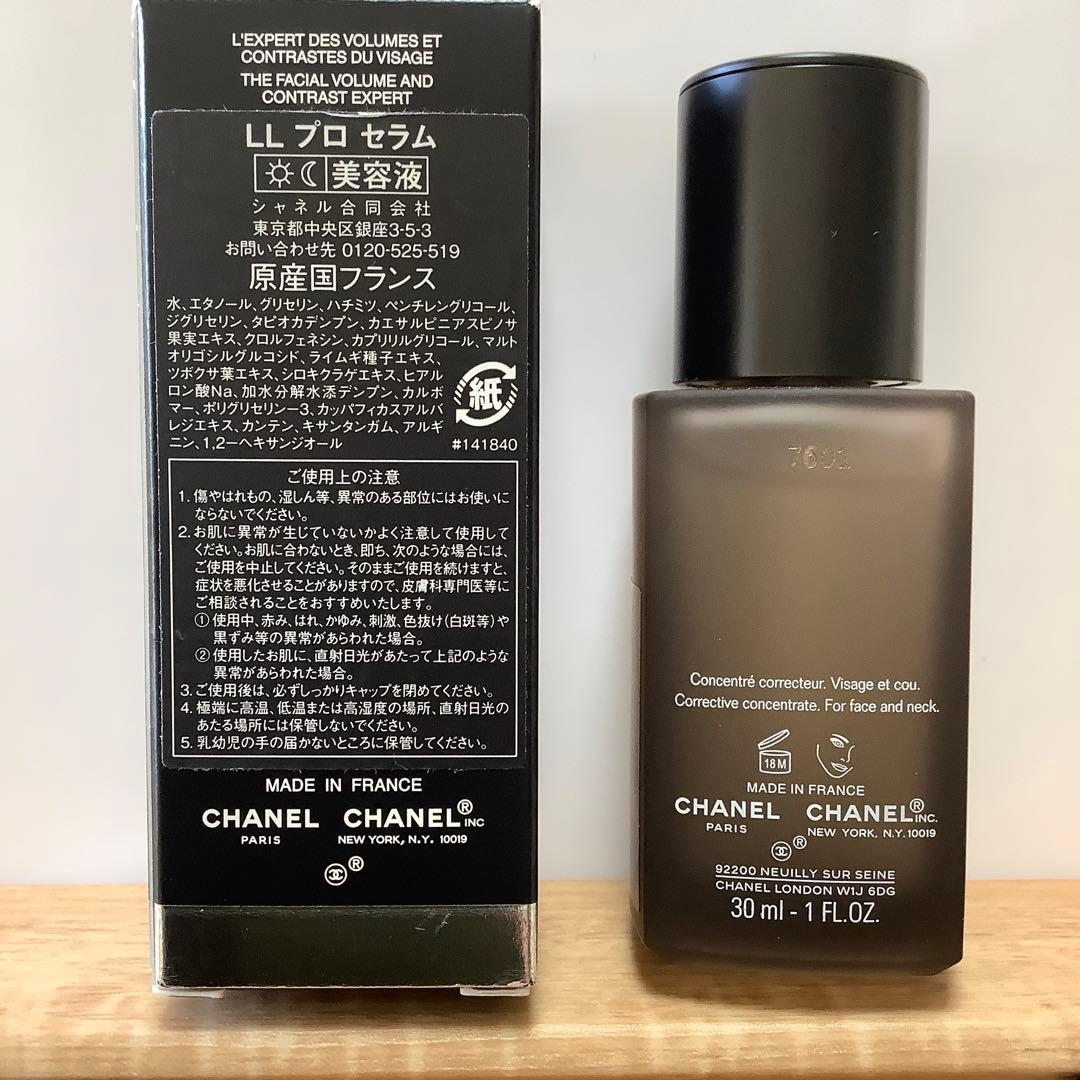 L'EXPERT DES VOLUMES ET
CONTRASTES DU VISAGE
THE FACIAL VOLUME AND
CONTRAST EXPERT
LL プロ セラム
美容液
シャネル合同会社
東京都中央区銀座3-5-3
お問い合わせ先 0120-525-519
原産国フランス
水、エタノール、グリセリン、ハチミツ、ペンチレングリコール、
ジグリセリン、タピオカデンプン、カエサルピニアスピノサ
果実エキス、クロルフェネシン、カプリリルグリコール、マルト
オリゴシルグルコシド、ライムギ種子エキス、
ツボクサ葉エキス、シロキクラゲエキス、ヒアル
ロン酸Na、加水分解水添デンプン、カルボ
マー、ポリグリセリン-3、カッパフィカスアルバ
レジエキス、カンテン、キサンタンガム、アルギ
ニン、1,2-ヘキサンジオール
紙
#141840
ご使用上の注意
1. 傷やはれもの、湿しん等、異常のある部位にはお使いに
ならないでください。
2. お肌に異常が生じていないかよく注意して使用して
ください。お肌に合わないとき、即ち、次のような場合には、
ご使用を中止してください。そのままご使用を続けますと、
症状を悪化させることがありますので、皮膚科専門医等に
ご相談されることをおすすめいたします。
① 使用中、赤み、はれ、かゆみ、刺激、色抜け(白斑等)や
黒ずみ等の異常があらわれた場合。
② 使用したお肌に、直射日光があたって上記のような
異常があらわれた場合。
3. ご使用後は、必ずしっかりキャップを閉めてください。
4. 極端に高温、低温または高湿度の場所、直射日光の
あたる場所には保管しないでください。
5. 乳幼児の手の届かないところに保管してください。
MADE IN FRANCE
CHANEL CHANEL® INC
PARIS NEW YORK, N.Y. 10019
®
Concentré correcteur. Visage et cou.
Corrective concentrate. For face and neck.
18M
MADE IN FRANCE
CHANEL CHANEL® INC.
PARIS NEW YORK, N.Y. 10019
®
92200 NEUILLY SUR SEINE
CHANEL LONDON W1J 6DG
30 ml - 1 FL.OZ.